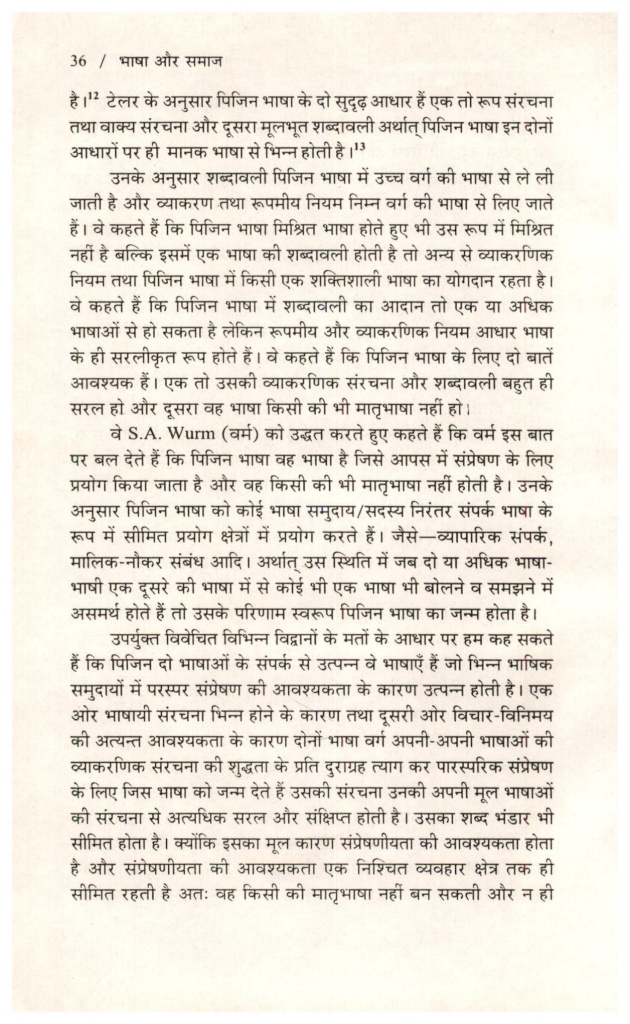 36 / भाषा और समाज
है।¹² टेलर के अनुसार पिजिन भाषा के दो सुदृढ़ आधार हैं एक तो रूप संरचना
तथा वाक्य संरचना और दूसरा मूलभूत शब्दावली अर्थात् पिजिन भाषा इन दोनों
आधारों पर ही मानक भाषा से भिन्न होती है।¹³
उनके अनुसार शब्दावली पिजिन भाषा में उच्च वर्ग की भाषा से ले ली
जाती है और व्याकरण तथा रूपमीय नियम निम्न वर्ग की भाषा से लिए जाते
हैं। वे कहते हैं कि पिजिन भाषा मिश्रित भाषा होते हुए भी उस रूप में मिश्रित
नहीं है बल्कि इसमें एक भाषा की शब्दावली होती है तो अन्य से व्याकरणिक
नियम तथा पिजिन भाषा में किसी एक शक्तिशाली भाषा का योगदान रहता है।
वे कहते हैं कि पिजिन भाषा में शब्दावली का आदान तो एक या अधिक
भाषाओं से हो सकता है लेकिन रूपमीय और व्याकरणिक नियम आधार भाषा
के ही सरलीकृत रूप होते हैं। वे कहते हैं कि पिजिन भाषा के लिए दो बातें
आवश्यक हैं। एक तो उसकी व्याकरणिक संरचना और शब्दावली बहुत ही
सरल हो और दूसरा वह भाषा किसी की भी मातृभाषा नहीं हो।
वे S.A. Wurm (वर्म) को उद्धत करते हुए कहते हैं कि वर्म इस बात
पर बल देते हैं कि पिजिन भाषा वह भाषा है जिसे आपस में संप्रेषण के लिए
प्रयोग किया जाता है और वह किसी की भी मातृभाषा नहीं होती है। उनके
अनुसार पिजिन भाषा को कोई भाषा समुदाय/सदस्य निरंतर संपर्क भाषा के
रूप में सीमित प्रयोग क्षेत्रों में प्रयोग करते हैं। जैसे—व्यापारिक संपर्क,
मालिक-नौकर संबंध आदि। अर्थात् उस स्थिति में जब दो या अधिक भाषा-
भाषी एक दूसरे की भाषा में से कोई भी एक भाषा भी बोलने व समझने में
असमर्थ होते हैं तो उसके परिणाम स्वरूप पिजिन भाषा का जन्म होता है।
उपर्युक्त विवेचित विभिन्न विद्वानों के मतों के आधार पर हम कह सकते
हैं कि पिजिन दो भाषाओं के संपर्क से उत्पन्न वे भाषाएँ हैं जो भिन्न भाषिक
समुदायों में परस्पर संप्रेषण की आवश्यकता के कारण उत्पन्न होती है। एक
ओर भाषायी संरचना भिन्न होने के कारण तथा दूसरी ओर विचार-विनिमय
की अत्यन्त आवश्यकता के कारण दोनों भाषा वर्ग अपनी-अपनी भाषाओं की
व्याकरणिक संरचना की शुद्धता के प्रति दुराग्रह त्याग कर पारस्परिक संप्रेषण
के लिए जिस भाषा को जन्म देते हैं उसकी संरचना उनकी अपनी मूल भाषाओं
की संरचना से अत्यधिक सरल और संक्षिप्त होती है। उसका शब्द भंडार भी
सीमित होता है। क्योंकि इसका मूल कारण संप्रेषणीयता की आवश्यकता होता
है और संप्रेषणीयता की आवश्यकता एक निश्चित व्यवहार क्षेत्र तक ही
सीमित रहती है अतः वह किसी की मातृभाषा नहीं बन सकती और न ही